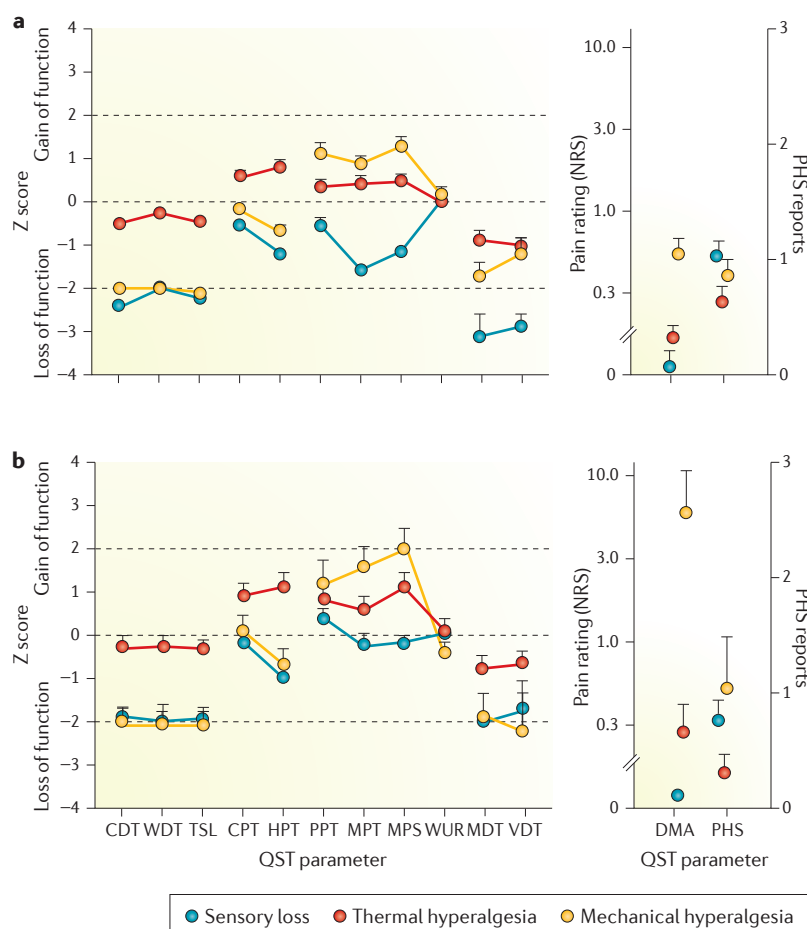 a
4
3
2
1
0
−1
−2
−3
−4
Gain of function
Z score
Loss of function
10.0
3.0
1.0
0.3
0
Pain rating (NRS)
3
2
1
0
PHS reports
b
4
3
2
1
0
−1
−2
−3
−4
Gain of function
Z score
Loss of function
CDT WDT TSL CPT HPT PPT MPT MPS WUR MDT VDT
QST parameter
10.0
3.0
1.0
0.3
0
Pain rating (NRS)
3
2
1
0
PHS reports
DMA PHS
QST parameter
Sensory loss Thermal hyperalgesia Mechanical hyperalgesia